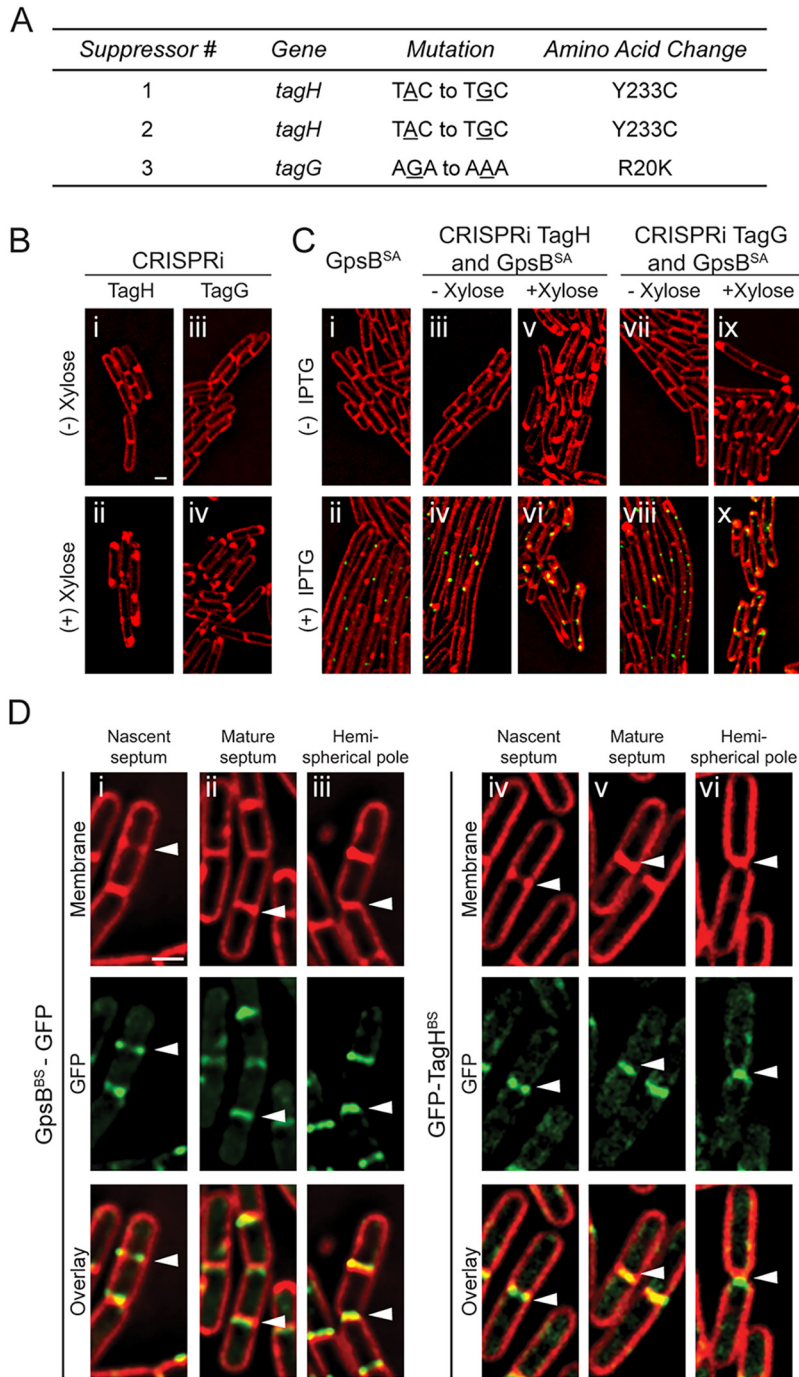 A
Suppressor # Gene Mutation Amino Acid Change
1 tagH TAC to TGC Y233C
2 tagH TAC to TGC Y233C
3 tagG AGA to AAA R20K
B
CRISPRi
TagH TagG
(-) Xylose
i iii
(+) Xylose
ii iv
C
GpsBSA
CRISPRi TagH and GpsBSA
CRISPRi TagG and GpsBSA
- Xylose +Xylose - Xylose +Xylose
(-) IPTG
i iii v vii ix
(+) IPTG
ii iv vi viii x
D
Nascent septum
Mature septum
Hemi-spherical pole
GpsBBS - GFP
Membrane
i ii iii
GFP
Overlay
Nascent septum
Mature septum
Hemi-spherical pole
GFP-TagHBS
Membrane
iv v vi
GFP
Overlay